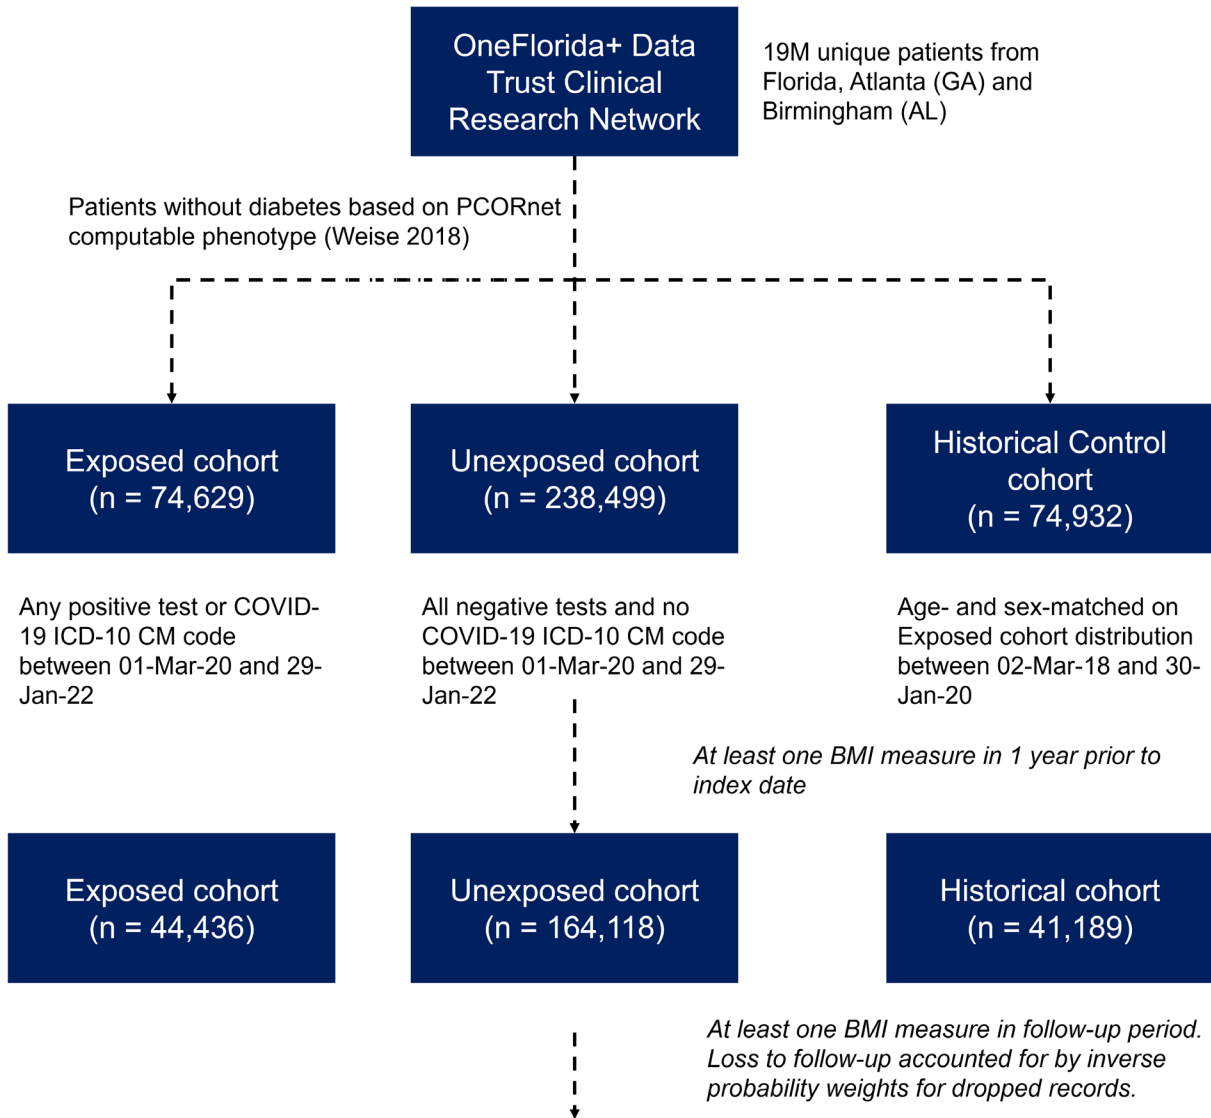 OneFlorida+ Data
Trust Clinical
Research Network
19M unique patients from
Florida, Atlanta (GA) and
Birmingham (AL)
Patients without diabetes based on PCORnet
computable phenotype (Weise 2018)
Exposed cohort
(n = 74,629)
Unexposed cohort
(n = 238,499)
Historical Control
cohort
(n = 74,932)
Any positive test or COVID-
19 ICD-10 CM code
between 01-Mar-20 and 29-
Jan-22
All negative tests and no
COVID-19 ICD-10 CM code
between 01-Mar-20 and 29-
Jan-22
Age- and sex-matched on
Exposed cohort distribution
between 02-Mar-18 and 30-
Jan-20
At least one BMI measure in 1 year prior to
index date
Exposed cohort
(n = 44,436)
Unexposed cohort
(n = 164,118)
Historical cohort
(n = 41,189)
At least one BMI measure in follow-up period.
Loss to follow-up accounted for by inverse
probability weights for dropped records.